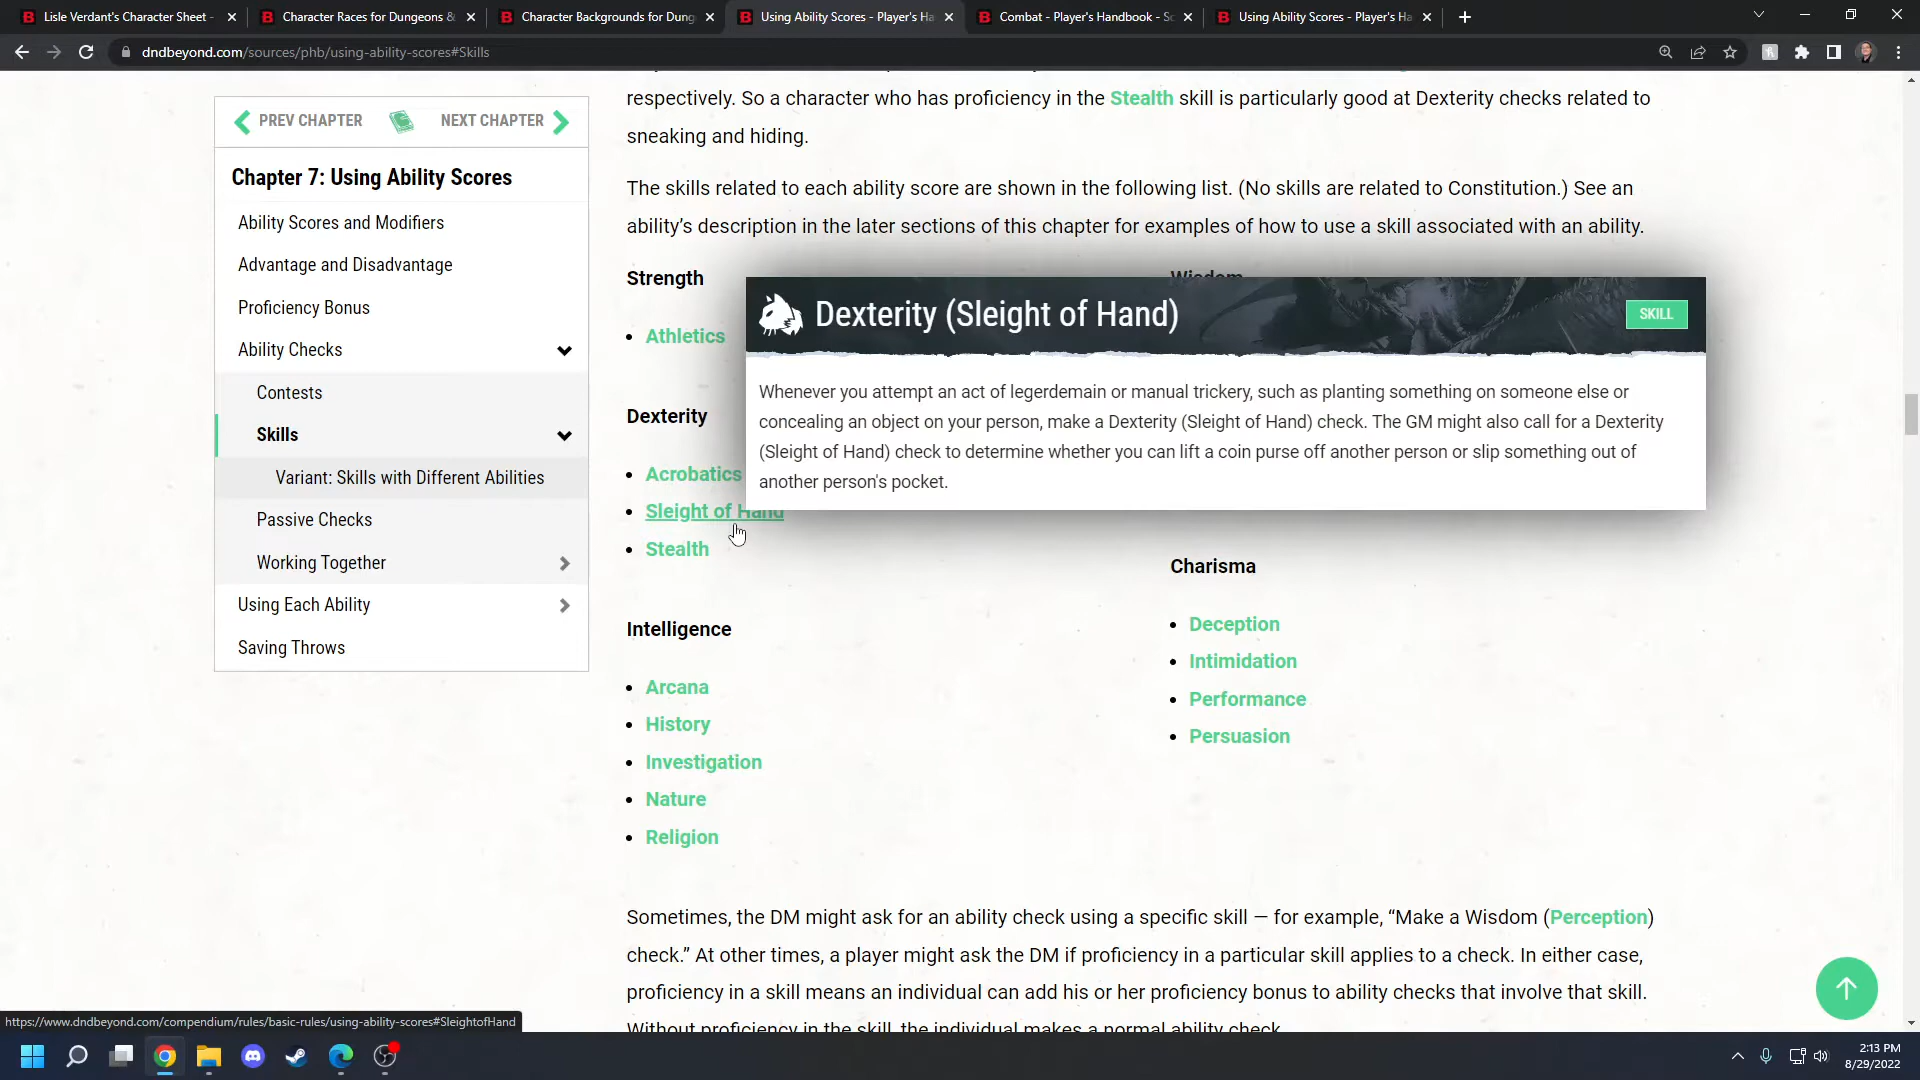 Lisle Verdant's Character Sheet -
Character Races for Dungeons &
Character Backgrounds for Dung
Using Ability Scores - Player's Ha
Combat - Player's Handbook - So
Using Ability Scores - Player's Ha
dndbeyond.com/sources/phb/using-ability-scores#Skills
PREV CHAPTER
NEXT CHAPTER
Chapter 7: Using Ability Scores
Ability Scores and Modifiers
Advantage and Disadvantage
Proficiency Bonus
Ability Checks
Contests
Skills
Variant: Skills with Different Abilities
Passive Checks
Working Together
Using Each Ability
Saving Throws
respectively. So a character who has proficiency in the Stealth skill is particularly good at Dexterity checks related to
sneaking and hiding.
The skills related to each ability score are shown in the following list. (No skills are related to Constitution.) See an
ability’s description in the later sections of this chapter for examples of how to use a skill associated with an ability.
Strength
Athletics
Dexterity
Acrobatics
Sleight of Hand
Stealth
Intelligence
Arcana
History
Investigation
Nature
Religion
Wisdom
Dexterity (Sleight of Hand)
SKILL
Whenever you attempt an act of legerdemain or manual trickery, such as planting something on someone else or
concealing an object on your person, make a Dexterity (Sleight of Hand) check. The GM might also call for a Dexterity
(Sleight of Hand) check to determine whether you can lift a coin purse off another person or slip something out of
another person's pocket.
Charisma
Deception
Intimidation
Performance
Persuasion
Sometimes, the DM might ask for an ability check using a specific skill — for example, “Make a Wisdom (Perception)
check.” At other times, a player might ask the DM if proficiency in a particular skill applies to a check. In either case,
proficiency in a skill means an individual can add his or her proficiency bonus to ability checks that involve that skill.
Without proficiency in the skill, the individual makes a normal ability check.
https://www.dndbeyond.com/compendium/rules/basic-rules/using-ability-scores#SleightofHand
2:13 PM
8/29/2022